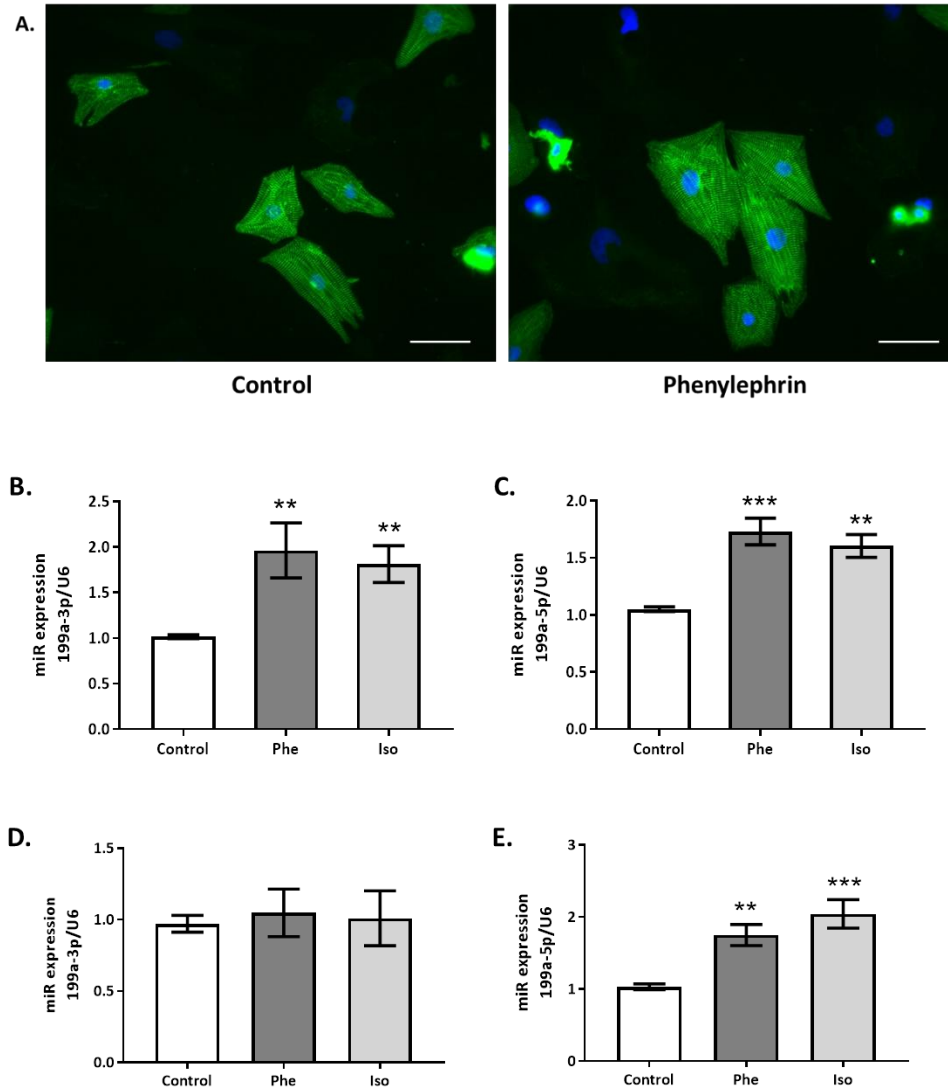 A.
Control
Phenylephrin
B.
miR expression
199a-3p/U6
2.5
2.0
1.5
1.0
0.5
0.0
**
**
Control
Phe
Iso
C.
miR expression
199a-5p/U6
2.0
1.5
1.0
0.5
0.0
***
**
Control
Phe
Iso
D.
miR expression
199a-3p/U6
1.5
1.0
0.5
0.0
Control
Phe
Iso
E.
miR expression
199a-5p/U6
3
2
1
0
**
***
Control
Phe
Iso